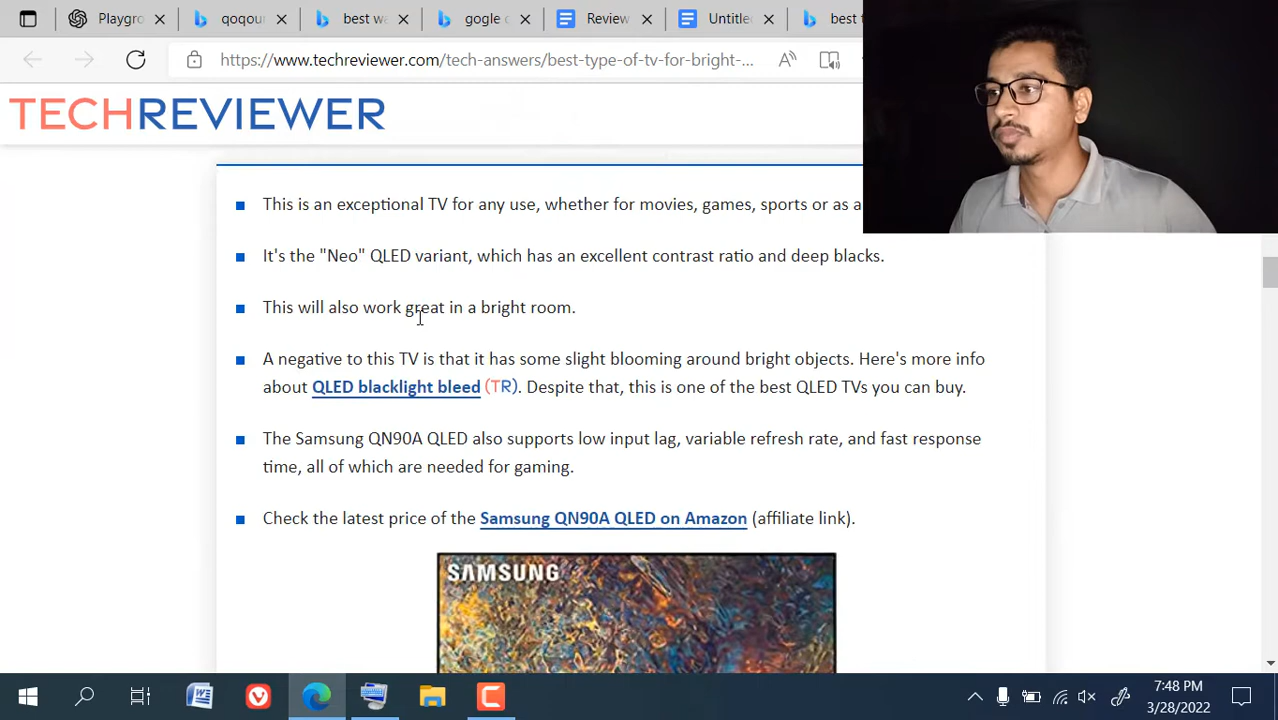 Playgro
qoqou
best we
gogle c
Review
Untitle
best t
https://www.techreviewer.com/tech-answers/best-type-of-tv-for-bright-...
TECHREVIEWER
This is an exceptional TV for any use, whether for movies, games, sports or as a
It's the "Neo" QLED variant, which has an excellent contrast ratio and deep blacks.
This will also work great in a bright room.
A negative to this TV is that it has some slight blooming around bright objects. Here's more info
about QLED blacklight bleed (TR). Despite that, this is one of the best QLED TVs you can buy.
The Samsung QN90A QLED also supports low input lag, variable refresh rate, and fast response
time, all of which are needed for gaming.
Check the latest price of the Samsung QN90A QLED on Amazon (affiliate link).
SAMSUNG
7:48 PM
3/28/2022